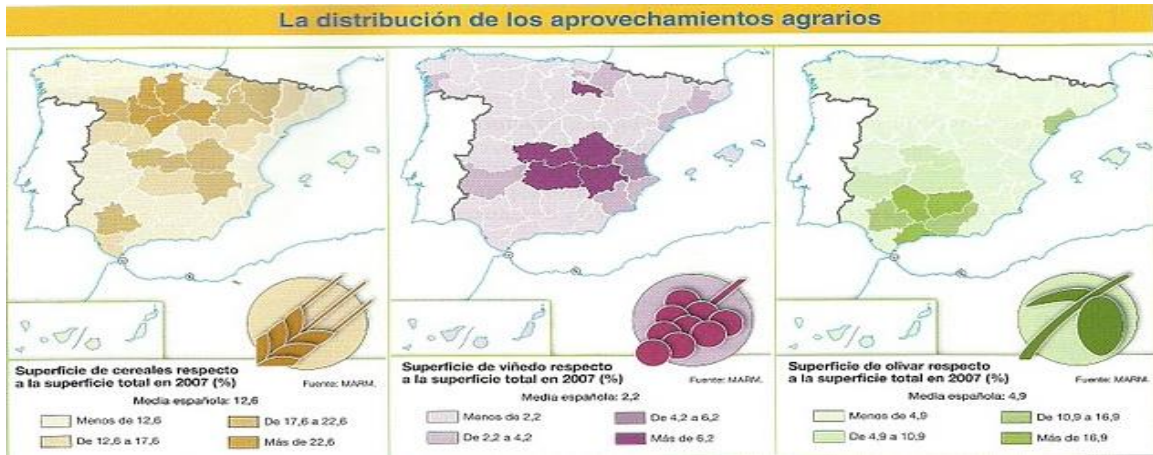 La distribución de los aprovechamientos agrarios
Superficie de cereales respecto
a la superficie total en 2007 (%)
Fuente: MARM.
Media española: 12,6
Menos de 12,6
De 17,6 a 22,6
De 12,6 a 17,6
Más de 22,6
Superficie de viñedo respecto
a la superficie total en 2007 (%)
Fuente: MARM.
Media española: 2,2
Menos de 2,2
De 4,2 a 6,2
De 2,2 a 4,2
Más de 6,2
Superficie de olivar respecto
a la superficie total en 2007 (%)
Fuente: MARM.
Media española: 4,9
Menos de 4,9
De 10,9 a 16,9
De 4,9 a 10,9
Más de 16,9